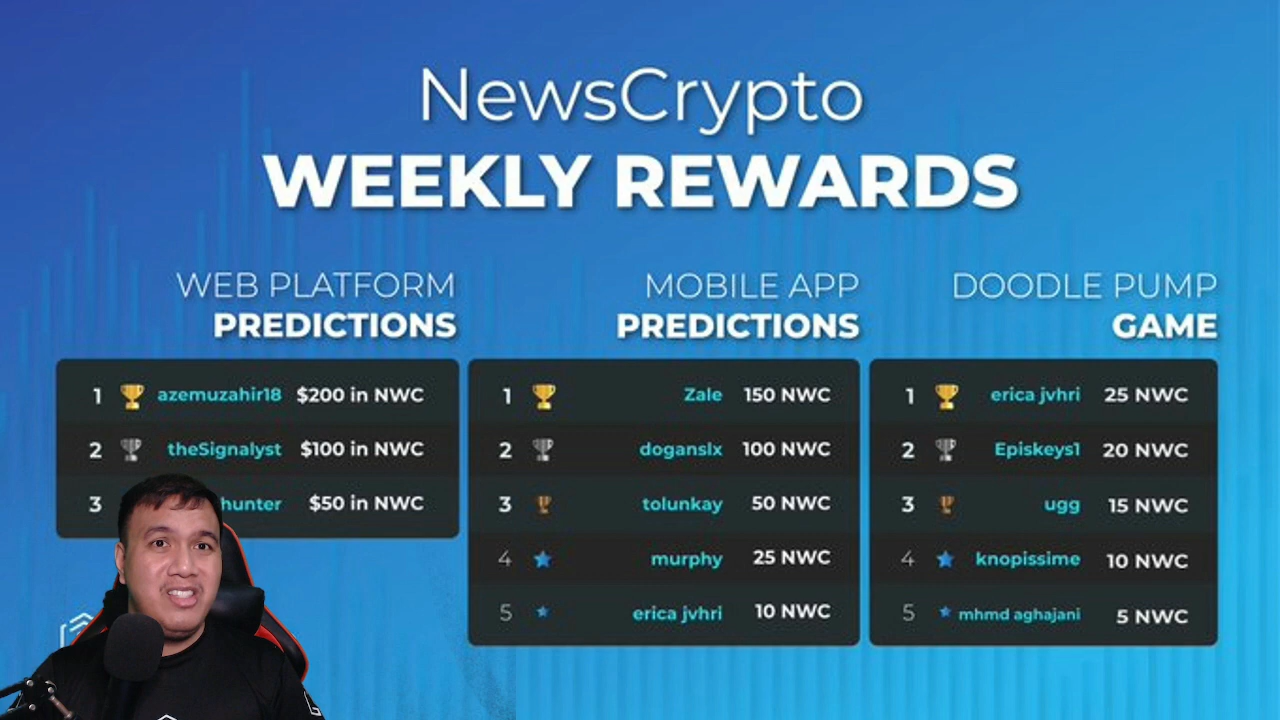 NewsCrypto
WEEKLY REWARDS
WEB PLATFORM
PREDICTIONS
1 azemuzahir18 $200 in NWC
2 theSignalyst $100 in NWC
3 hunter $50 in NWC
MOBILE APP
PREDICTIONS
1 Zale 150 NWC
2 doganslx 100 NWC
3 tolunkay 50 NWC
4 murphy 25 NWC
5 erica jvhri 10 NWC
DOODLE PUMP
GAME
1 erica jvhri 25 NWC
2 Episkeys1 20 NWC
3 ugg 15 NWC
4 knopissime 10 NWC
5 mhmd aghajani 5 NWC